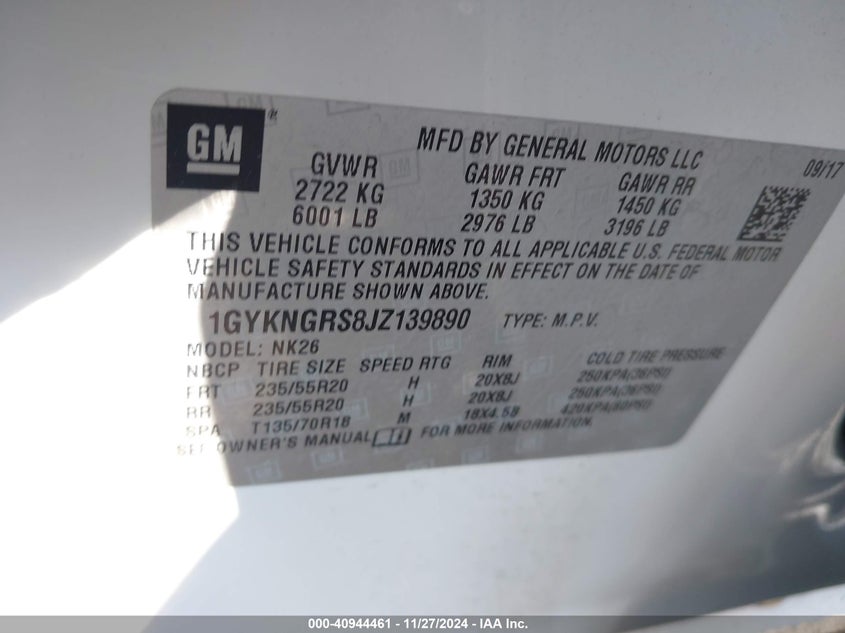 GM®
MFD BY GENERAL MOTORS LLC
09/17
GVWR GAWR FRT GAWR RR
2722 KG 1350 KG 1450 KG
6001 LB 2976 LB 3196 LB
THIS VEHICLE CONFORMS TO ALL APPLICABLE U.S. FEDERAL MOTOR
VEHICLE SAFETY STANDARDS IN EFFECT ON THE DATE OF
MANUFACTURE SHOWN ABOVE.
1GYKNGRS8JZ139890 TYPE: M.P.V.
MODEL: NK26
NBCP TIRE SIZE SPEED RTG RIM COLD TIRE PRESSURE
FRT 235/55R20 H 20X8J 250KPA(36PSI)
RR 235/55R20 H 20X8J 250KPA(36PSI)
SPA T135/70R18 M 18X4.5B 420KPA(60PSI)
SEE OWNER'S MANUAL FOR MORE INFORMATION.
000-40944461 - 11/27/2024 - IAA Inc.